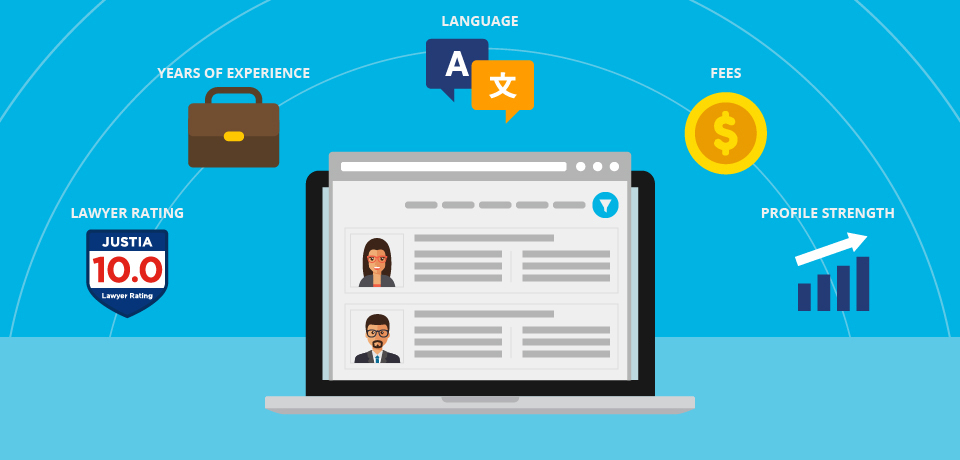 LANGUAGE
A
文
YEARS OF EXPERIENCE
FEES
$
LAWYER RATING
JUSTIA
10.0
Lawyer Rating
PROFILE STRENGTH